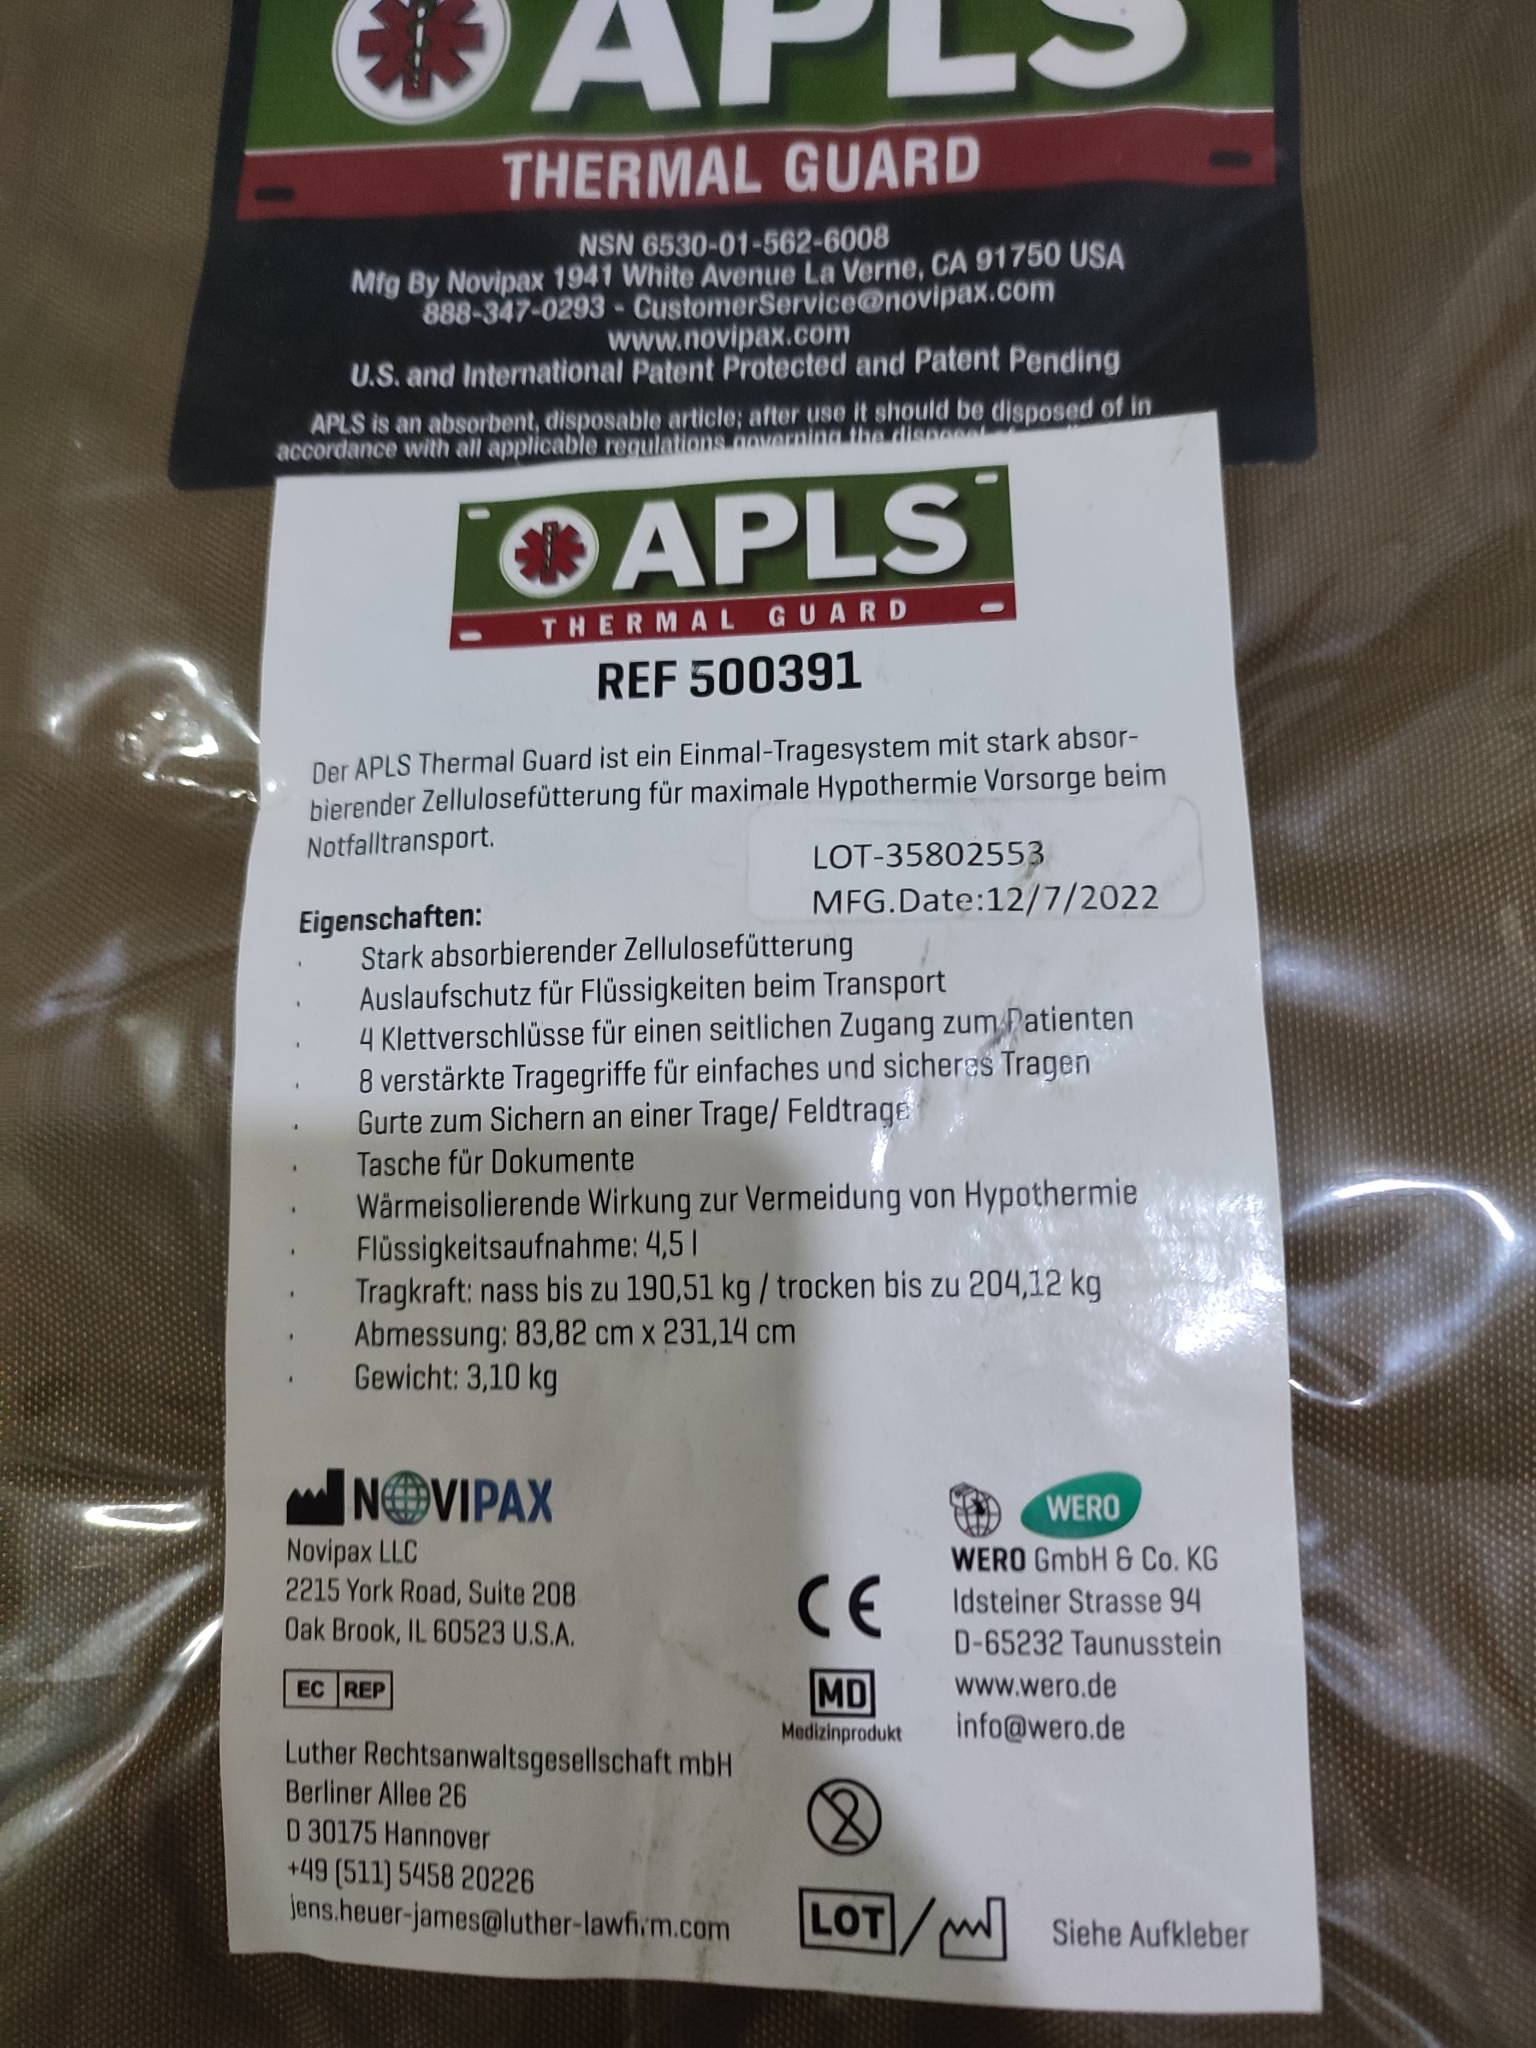 APLS
THERMAL GUARD
NSN 6530-01-562-6008
Mfg By Novipax 1941 White Avenue La Verne, CA 91750 USA
888-347-0293 - CustomerService@novipax.com
www.novipax.com
U.S. and International Patent Protected and Patent Pending
APLS is an absorbent, disposable article; after use it should be disposed of in
accordance with all applicable regulations governing the disposal
APLS
THERMAL GUARD
REF 500391
Der APLS Thermal Guard ist ein Einmal-Tragesystem mit stark absor-
bierender Zellulosefütterung für maximale Hypothermie Vorsorge beim
Notfalltransport.
LOT-35802553
MFG.Date:12/7/2022
Eigenschaften:
· Stark absorbierender Zellulosefütterung
· Auslaufschutz für Flüssigkeiten beim Transport
· 4 Klettverschlüsse für einen seitlichen Zugang zum Patienten
· 8 verstärkte Tragegriffe für einfaches und sicheres Tragen
· Gurte zum Sichern an einer Trage/ Feldtrage
· Tasche für Dokumente
· Wärmeisolierende Wirkung zur Vermeidung von Hypothermie
· Flüssigkeitsaufnahme: 4,5 l
· Tragkraft: nass bis zu 190,51 kg / trocken bis zu 204,12 kg
· Abmessung: 83,82 cm x 231,14 cm
· Gewicht: 3,10 kg
NOVIPAX
Novipax LLC
2215 York Road, Suite 208
Oak Brook, IL 60523 U.S.A.
EC REP
Luther Rechtsanwaltsgesellschaft mbH
Berliner Allee 26
D 30175 Hannover
+49 (511) 5458 20226
jens.heuer-james@luther-lawfirm.com
CE
MD
Medizinprodukt
2
LOT /
Siehe Aufkleber
WERO
WERO GmbH & Co. KG
Idsteiner Strasse 94
D-65232 Taunusstein
www.wero.de
info@wero.de